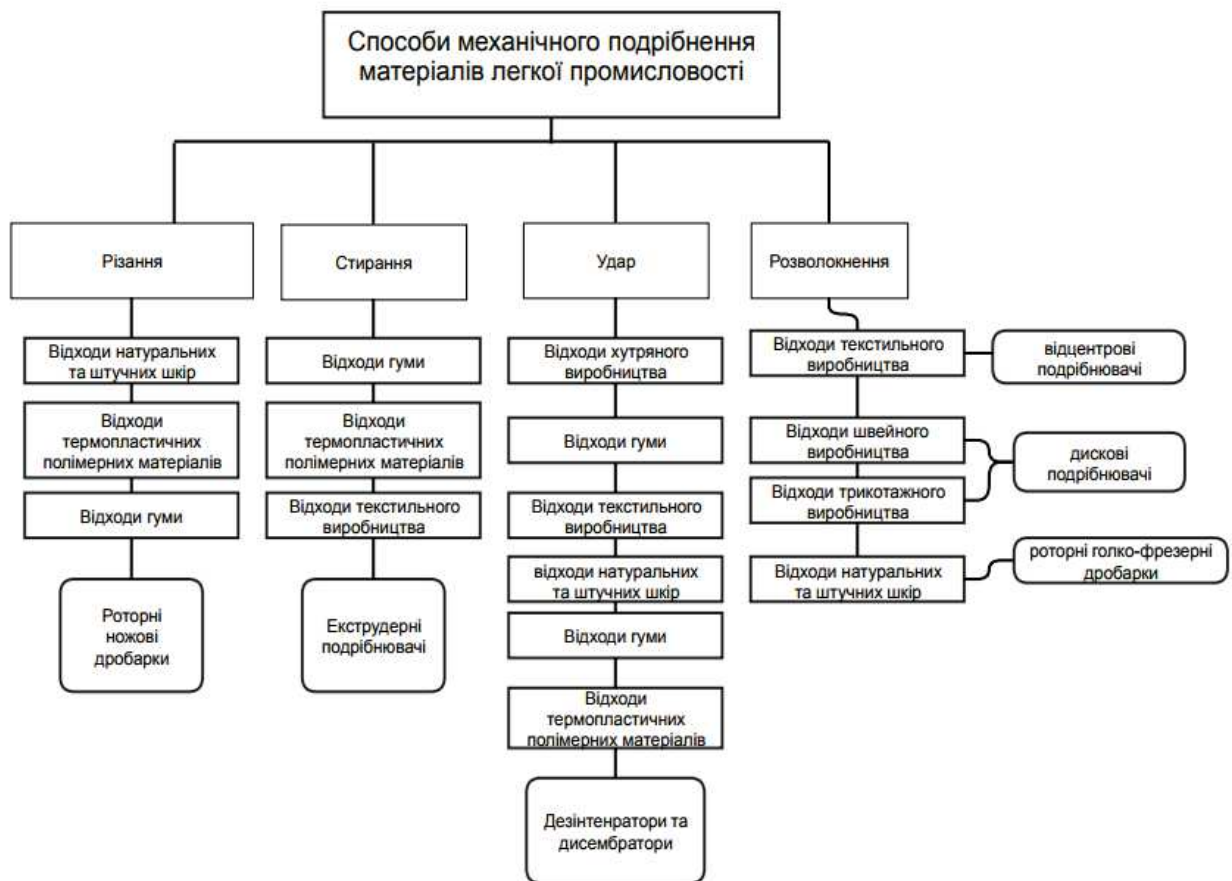 Способи механічного подрібнення
матеріалів легкої промисловості
Різання
Стирання
Удар
Розволокнення
Відходи натуральних
та штучних шкір
Відходи
термопластичних
полімерних матеріалів
Відходи гуми
Роторні
ножові
дробарки
Відходи гуми
Відходи
термопластичних
полімерних матеріалів
Відходи текстильного
виробництва
Екструдерні
подрібнювачі
Відходи хутряного
виробництва
Відходи гуми
Відходи текстильного
виробництва
відходи натуральних
та штучних шкір
Відходи гуми
Відходи
термопластичних
полімерних матеріалів
Дезінтенратори та
дисембратори
Відходи текстильного
виробництва
відцентрові
подрібнювачі
Відходи швейного
виробництва
Відходи трикотажного
виробництва
дискові
подрібнювачі
Відходи натуральних
та штучних шкір
роторні голко-фрезерні
дробарки